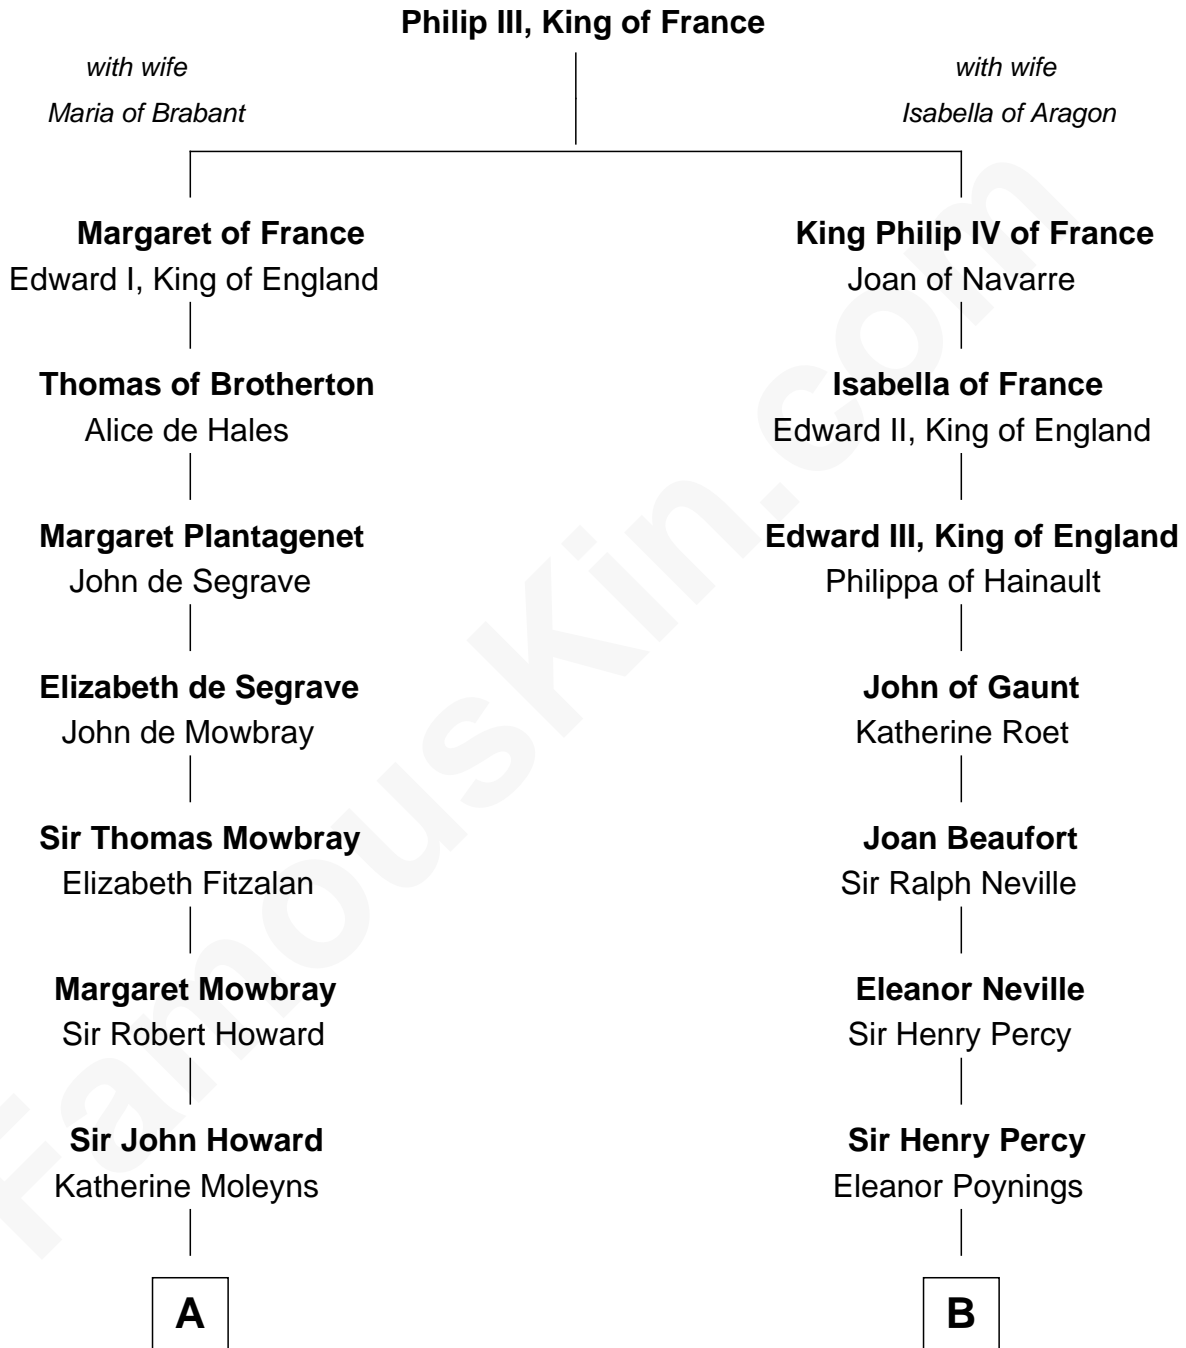 Philip III, King of France
with wife
Maria of Brabant
with wife
Isabella of Aragon
Margaret of France
Edward I, King of England
King Philip IV of France
Joan of Navarre
Thomas of Brotherton
Alice de Hales
Isabella of France
Edward II, King of England
Margaret Plantagenet
John de Segrave
Edward III, King of England
Philippa of Hainault
Elizabeth de Segrave
John de Mowbray
John of Gaunt
Katherine Roet
Sir Thomas Mowbray
Elizabeth Fitzalan
Joan Beaufort
Sir Ralph Neville
Margaret Mowbray
Sir Robert Howard
Eleanor Neville
Sir Henry Percy
Sir John Howard
Katherine Moleyns
Sir Henry Percy
Eleanor Poynings
A
B
FamousKin.com